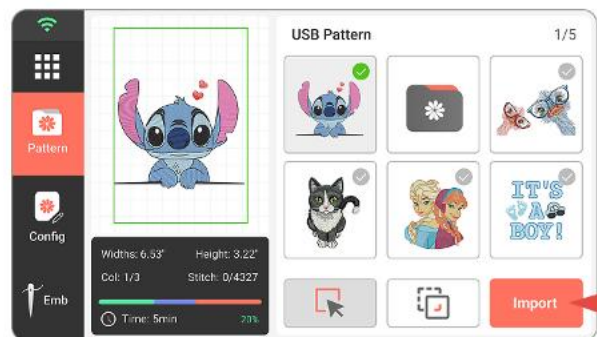 USB Pattern
1/5
Pattern
Config
Emb
Widths: 6.53"
Height: 3.22"
Col: 1/3
Stitch: 0/4327
Time: 5min
20%
IT'S
A
BOY!
Import